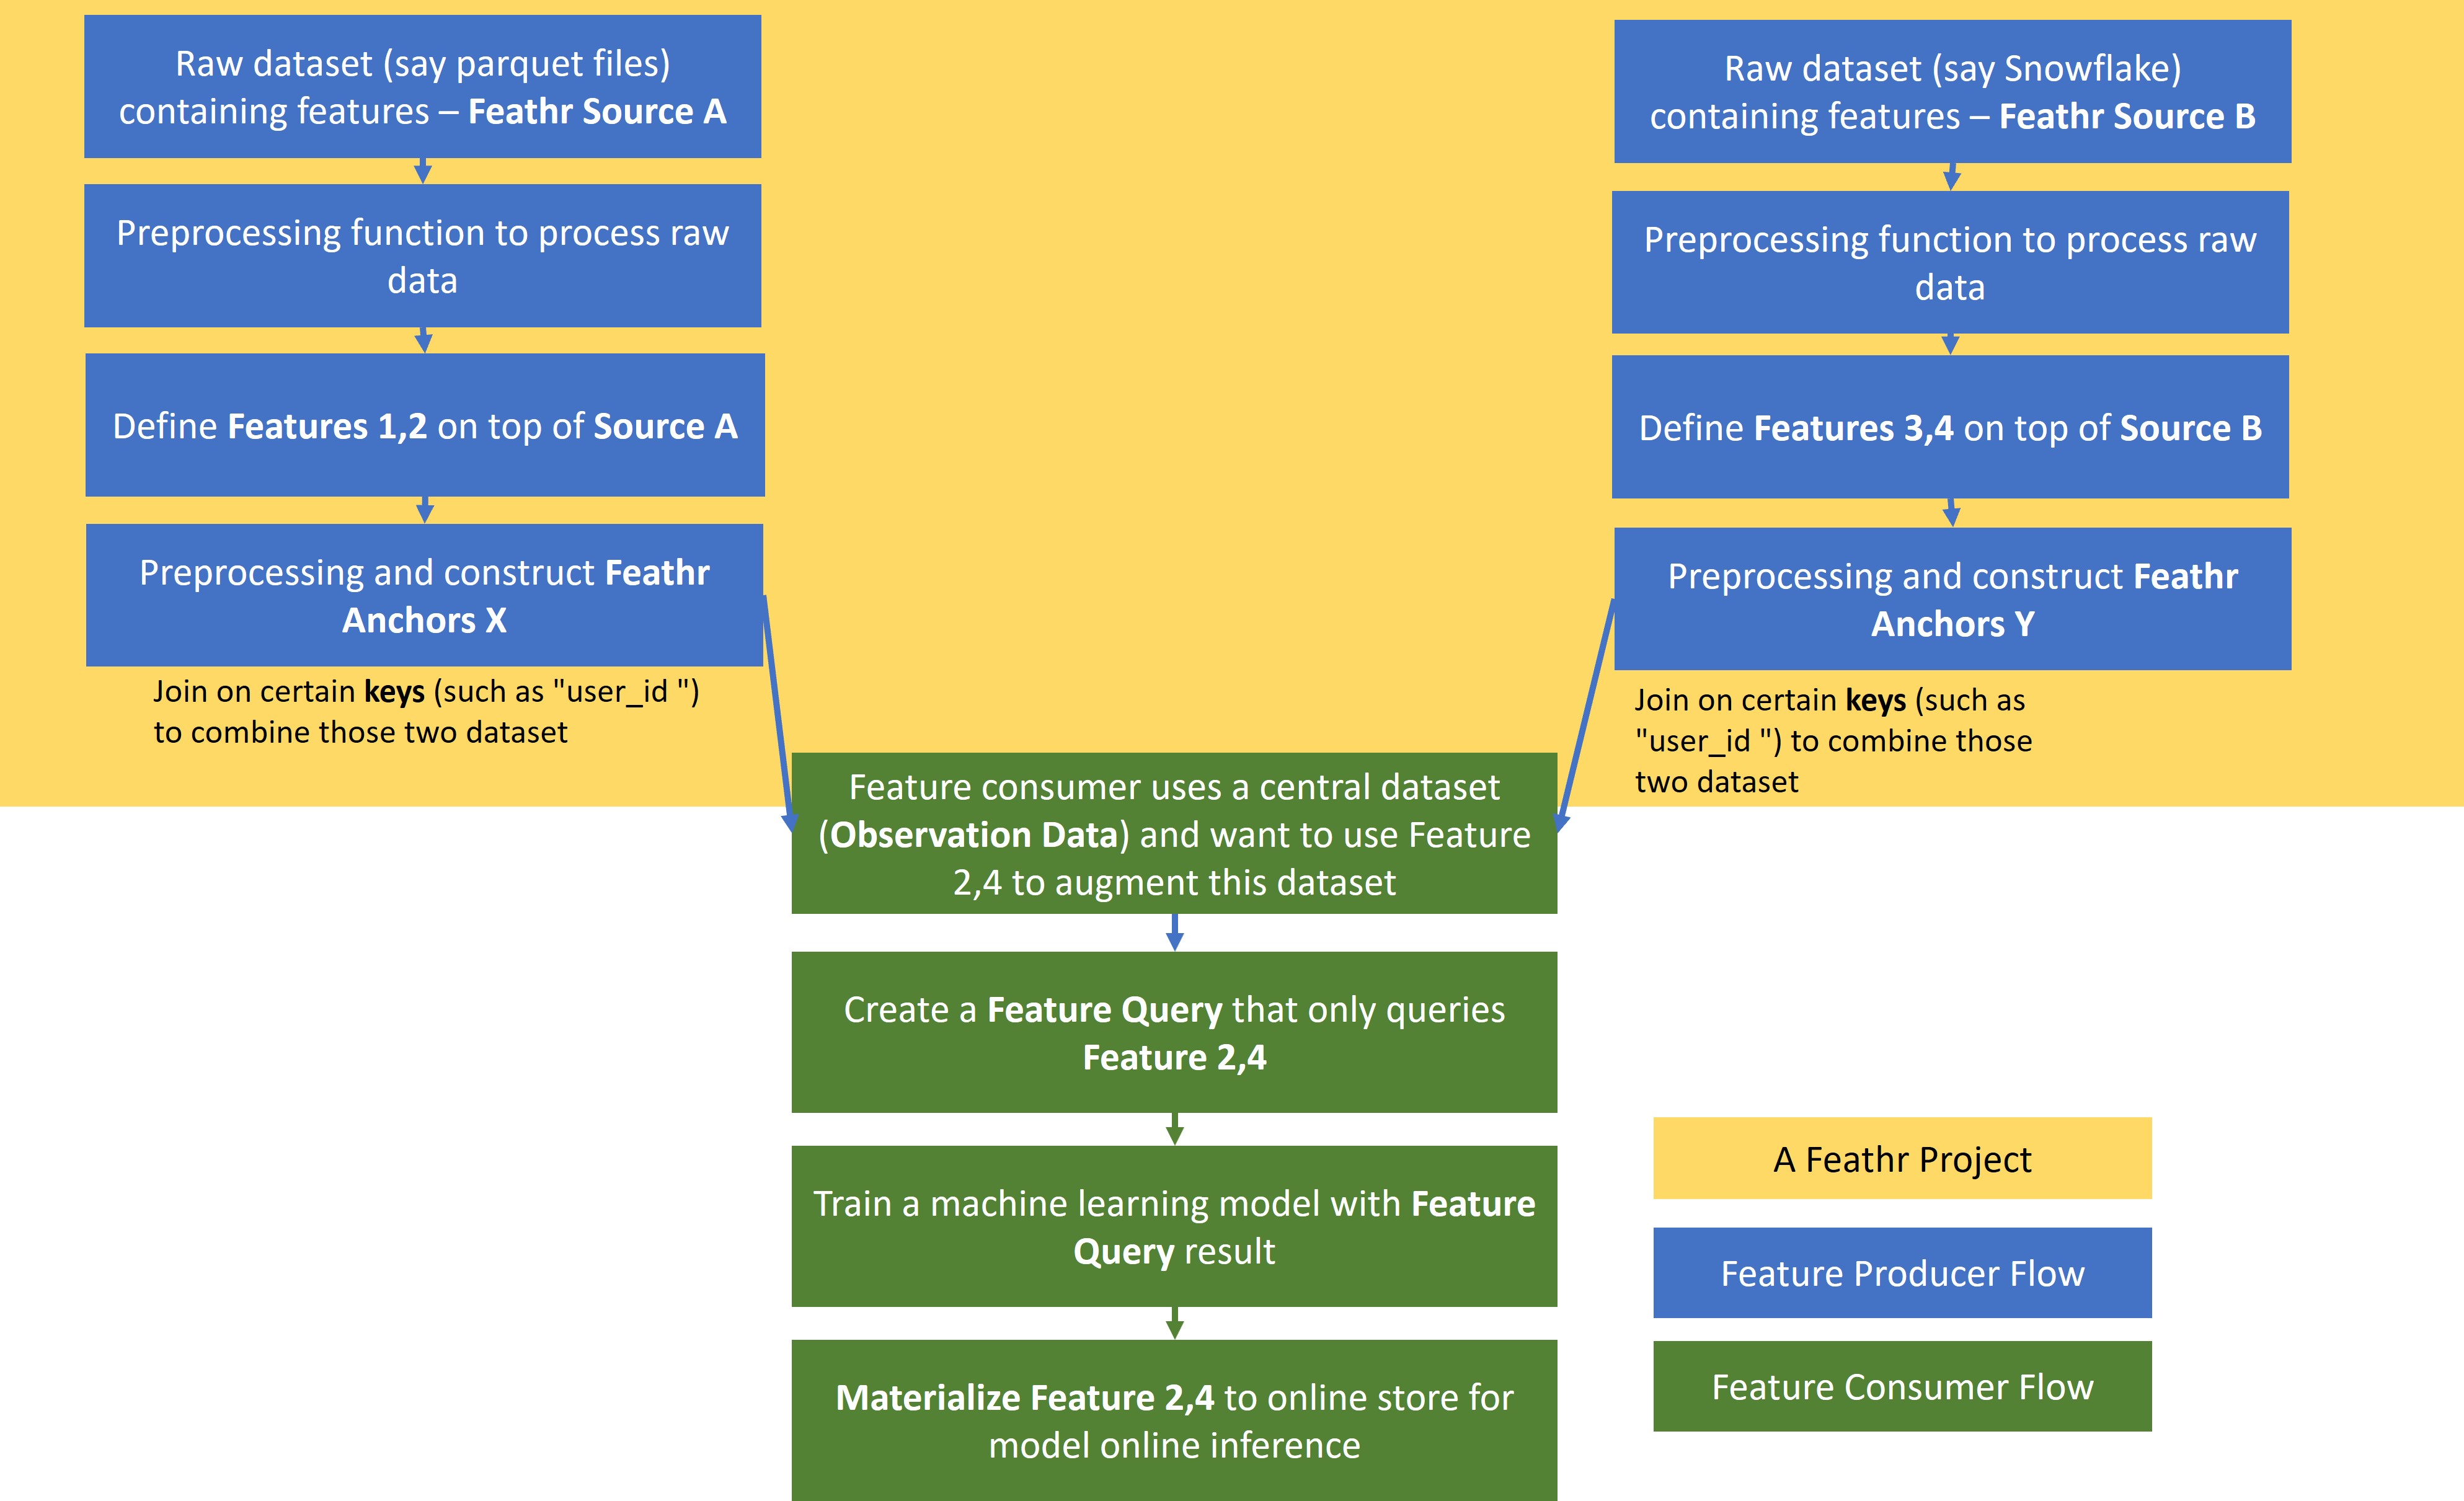 Raw dataset (say parquet files)
containing features – Feathr Source A
Preprocessing function to process raw
data
Define Features 1,2 on top of Source A
Preprocessing and construct Feathr
Anchors X
Join on certain keys (such as "user_id ")
to combine those two dataset
Raw dataset (say Snowflake)
containing features – Feathr Source B
Preprocessing function to process raw
data
Define Features 3,4 on top of Source B
Preprocessing and construct Feathr
Anchors Y
Join on certain keys (such as
"user_id ") to combine those
two dataset
Feature consumer uses a central dataset
(Observation Data) and want to use Feature
2,4 to augment this dataset
Create a Feature Query that only queries
Feature 2,4
Train a machine learning model with Feature
Query result
Materialize Feature 2,4 to online store for
model online inference
A Feathr Project
Feature Producer Flow
Feature Consumer Flow